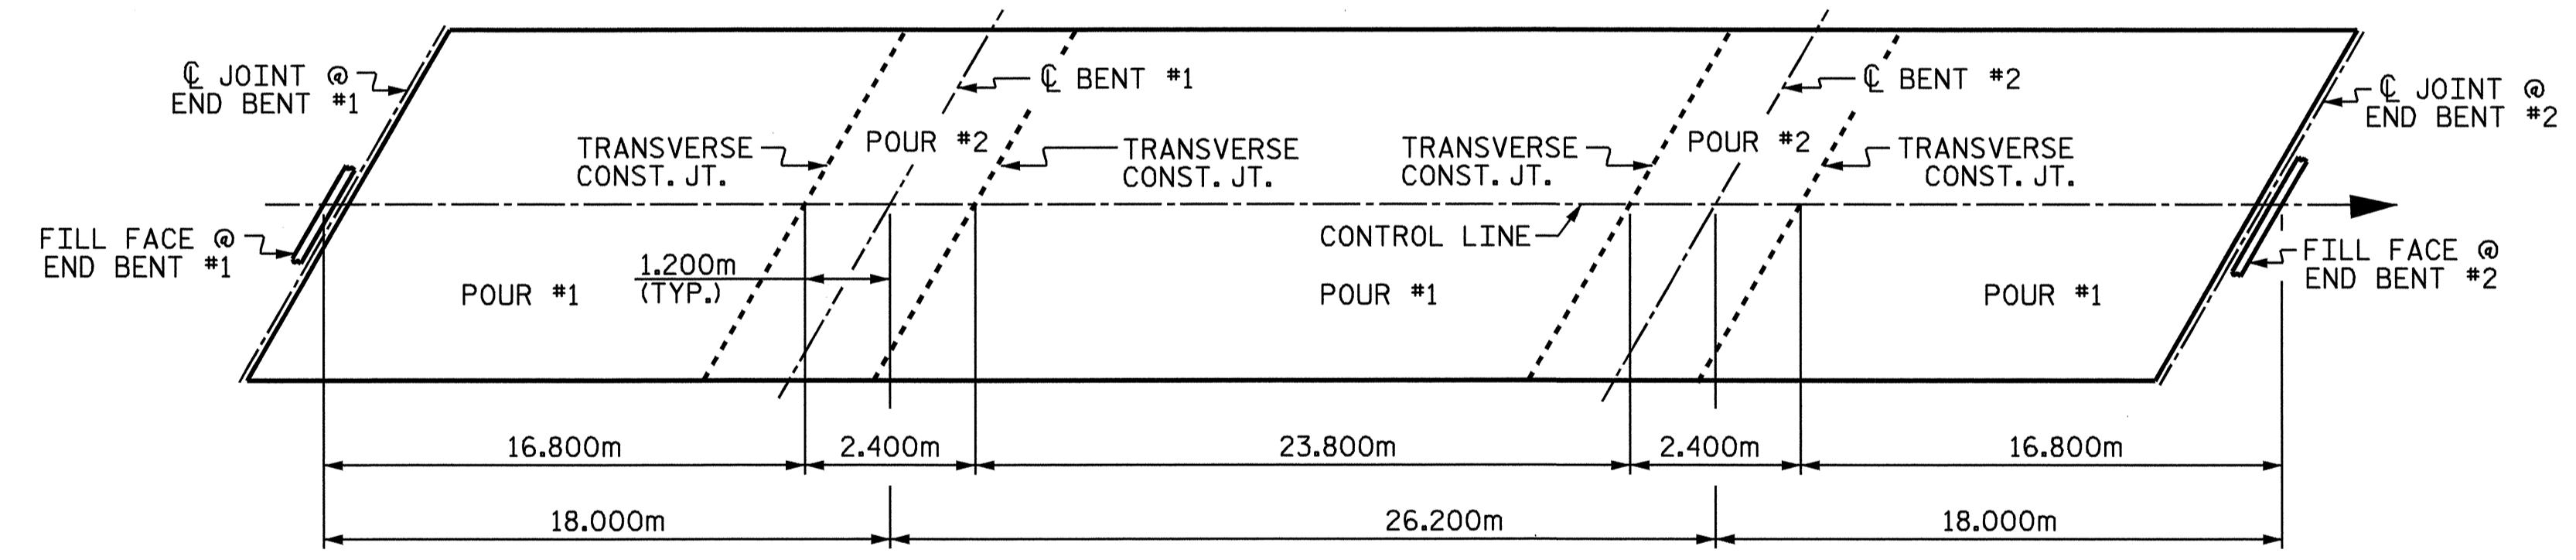 ℄ JOINT @
END BENT #1
℄ BENT #1
℄ BENT #2
℄ JOINT @
END BENT #2
TRANSVERSE
CONST. JT.
POUR #2
TRANSVERSE
CONST. JT.
TRANSVERSE
CONST. JT.
POUR #2
TRANSVERSE
CONST. JT.
FILL FACE @
END BENT #1
1.200m
(TYP.)
CONTROL LINE
FILL FACE @
END BENT #2
POUR #1
POUR #1
POUR #1
16.800m
2.400m
23.800m
2.400m
16.800m
18.000m
26.200m
18.000m